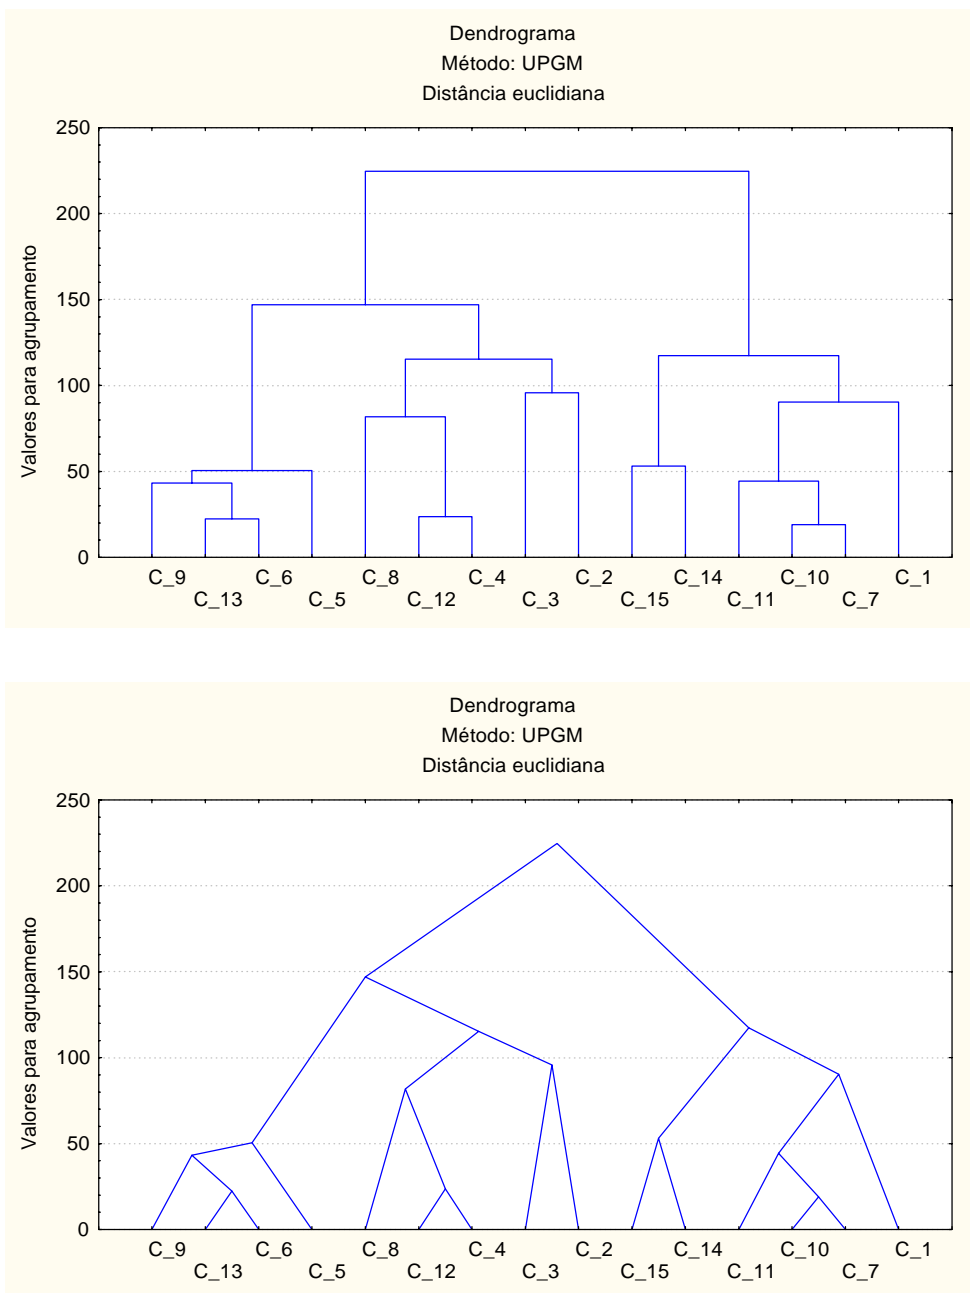 Dendrograma
Método: UPGM
Distância euclidiana
250
200
150
100
50
0
Valores para agrupamento
C_9 C_6 C_8 C_4 C_2 C_14 C_10 C_1
C_13 C_5 C_12 C_3 C_15 C_11 C_7
Dendrograma
Método: UPGM
Distância euclidiana
250
200
150
100
50
0
Valores para agrupamento
C_9 C_6 C_8 C_4 C_2 C_14 C_10 C_1
C_13 C_5 C_12 C_3 C_15 C_11 C_7